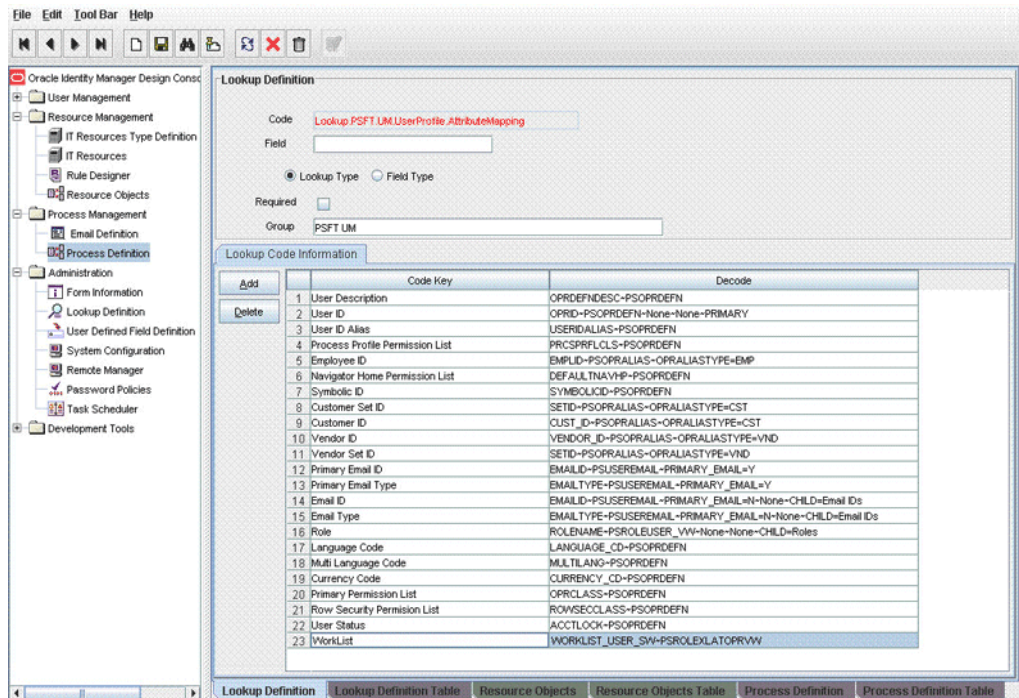 File Edit Tool Bar Help
Oracle Identity Manager Design Consc
User Management
Resource Management
IT Resources Type Definition
IT Resources
Rule Designer
Resource Objects
Process Management
Email Definition
Process Definition
Administration
Form Information
Lookup Definition
User Defined Field Definition
System Configuration
Remote Manager
Password Policies
Task Scheduler
Development Tools
Lookup Definition
Code Lookup.PSFT.UM.UserProfile.AttributeMapping
Field
Lookup Type Field Type
Required
Group PSFT UM
Lookup Code Information
Add
Delete
Code Key Decode
1 User Description OPRDEFNDESC~PSOPRDEFN
2 User ID OPRID~PSOPRDEFN~None~None~PRIMARY
3 User ID Alias USERIDALIAS~PSOPRDEFN
4 Process Profile Permission List PRCSPRFLCLS~PSOPRDEFN
5 Employee ID EMPLID~PSOPRALIAS~OPRALIASTYPE=EMP
6 Navigator Home Permission List DEFAULTNAVHP~PSOPRDEFN
7 Symbolic ID SYMBOLICID~PSOPRDEFN
8 Customer Set ID SETID~PSOPRALIAS~OPRALIASTYPE=CST
9 Customer ID CUST_ID~PSOPRALIAS~OPRALIASTYPE=CST
10 Vendor ID VENDOR_ID~PSOPRALIAS~OPRALIASTYPE=VND
11 Vendor Set ID SETID~PSOPRALIAS~OPRALIASTYPE=VND
12 Primary Email ID EMAILID~PSUSEREMAIL~PRIMARY_EMAIL=Y
13 Primary Email Type EMAILTYPE~PSUSEREMAIL~PRIMARY_EMAIL=Y
14 Email ID EMAILID~PSUSEREMAIL~PRIMARY_EMAIL=N~None~CHILD=Email IDs
15 Email Type EMAILTYPE~PSUSEREMAIL~PRIMARY_EMAIL=N~None~CHILD=Email IDs
16 Role ROLENAME~PSROLEUSER_VW~None~None~CHILD=Roles
17 Language Code LANGUAGE_CD~PSOPRDEFN
18 Multi Language Code MULTILANG~PSOPRDEFN
19 Currency Code CURRENCY_CD~PSOPRDEFN
20 Primary Permission List OPRCLASS~PSOPRDEFN
21 Row Security Permision List ROWSECCLASS~PSOPRDEFN
22 User Status ACCTLOCK~PSOPRDEFN
23 WorkList WORKLIST_USER_SW~PSROLEXLATOPRVW
Lookup Definition Lookup Definition Table Resource Objects Resource Objects Table Process Definition Process Definition Table